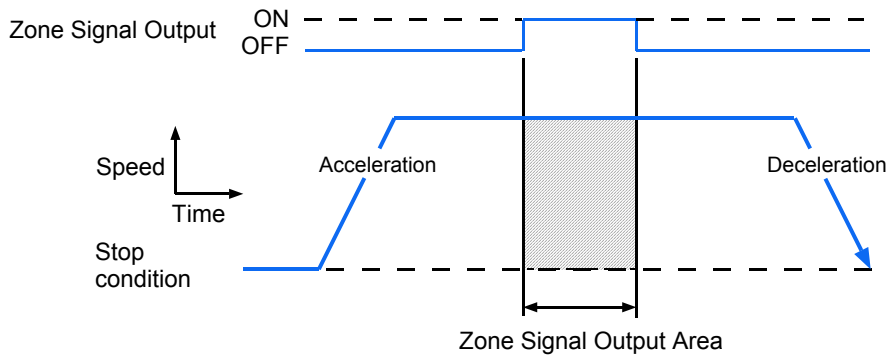 ON
Zone Signal Output
OFF
Speed
Acceleration
Deceleration
Time
Stop
condition
Zone Signal Output Area